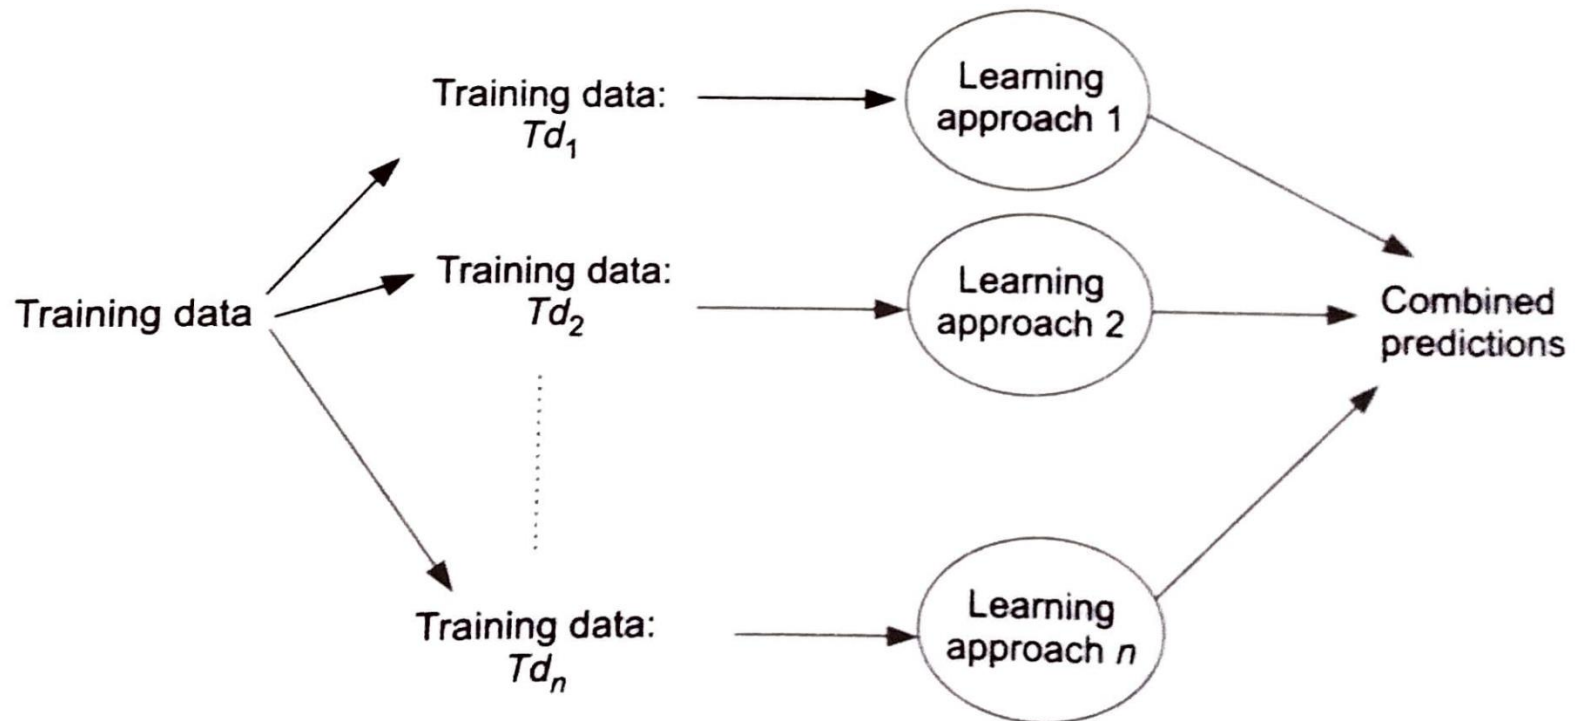 Training data:
Td₁
Learning
approach 1
Training data:
Td₂
Learning
approach 2
Training data
Combined
predictions
Training data:
Tdₙ
Learning
approach n